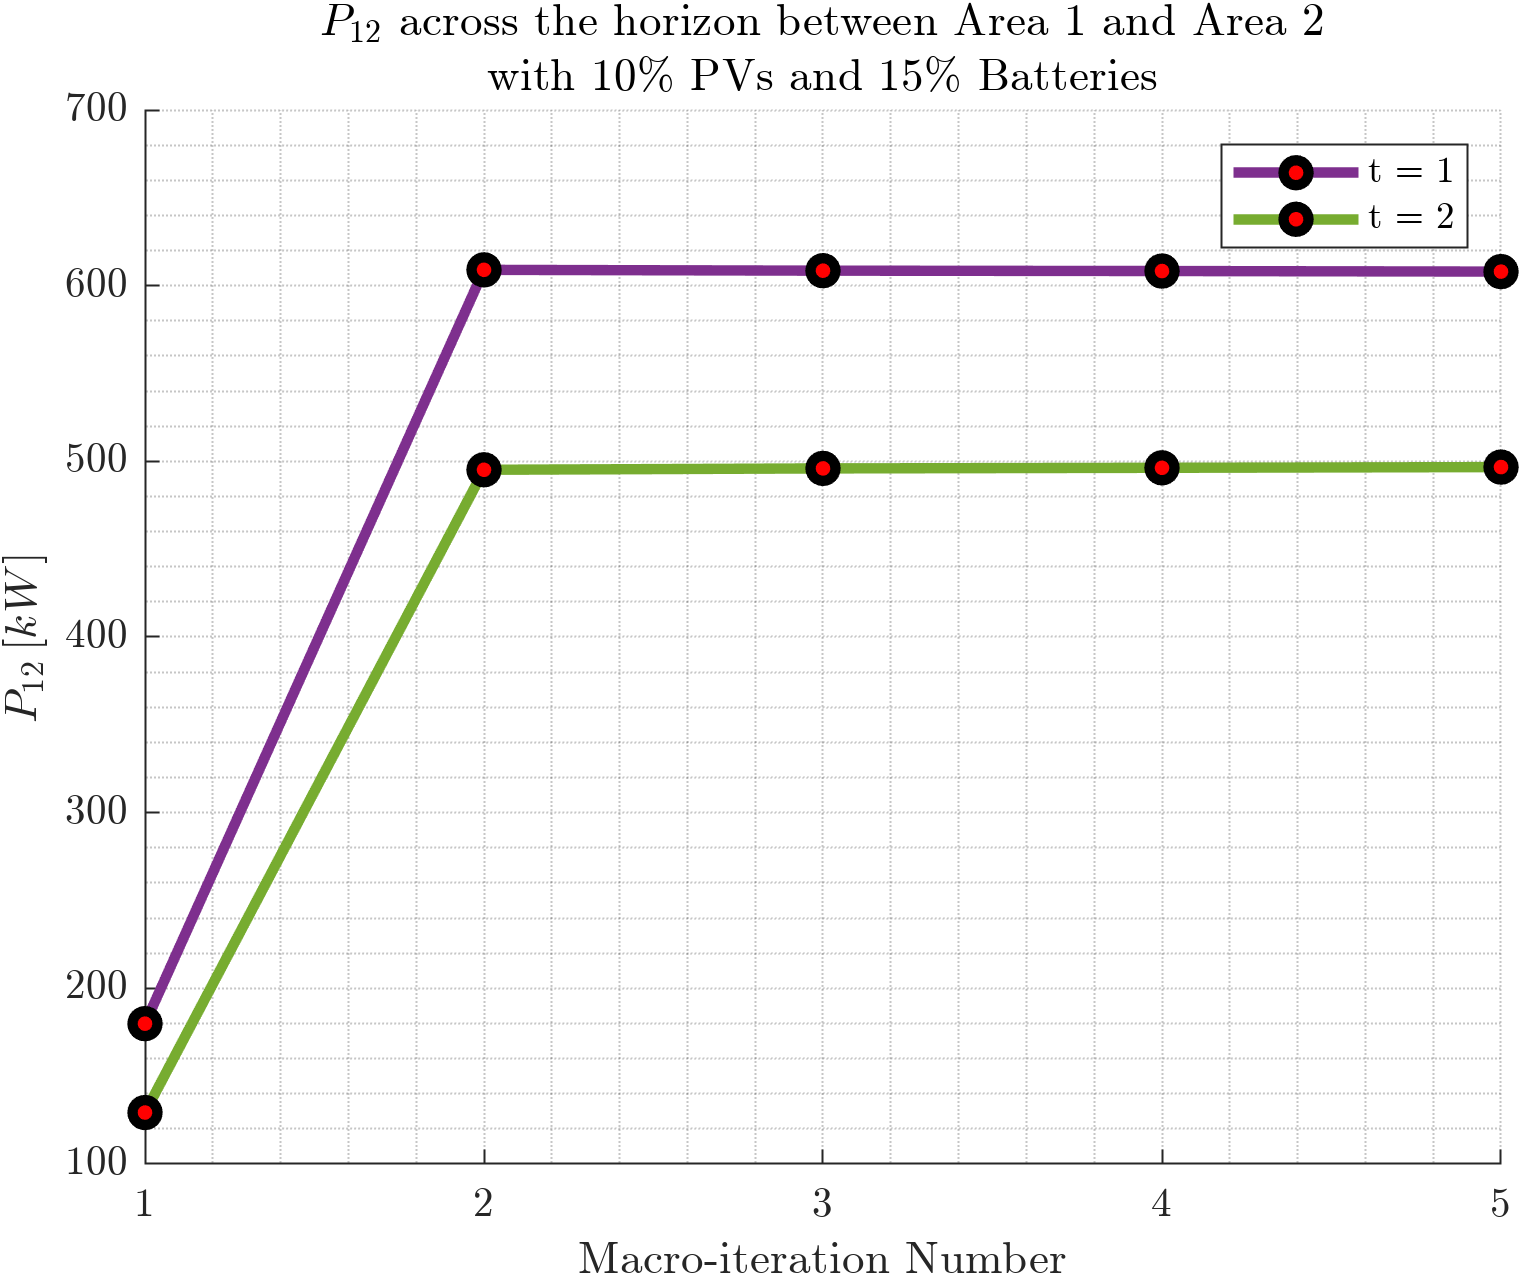 P₁₂ across the horizon between Area 1 and Area 2
with 10% PVs and 15% Batteries
t = 1
t = 2
700
600
500
400
300
200
100
P₁₂ [kW]
1 2 3 4 5
Macro-iteration Number